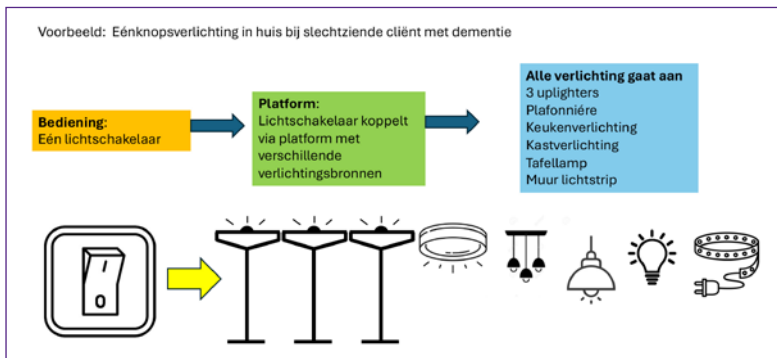 Voorbeeld: Eénknopsverlichting in huis bij slechtziende cliënt met dementie
Bediening:
Eén lichtschakelaar
Platform:
Lichtschakelaar koppelt
via platform met
verschillende
verlichtingsbronnen
Alle verlichting gaat aan
3 uplighters
Plafonniére
Keukenverlichting
Kastverlichting
Tafellamp
Muur lichtstrip
I
0